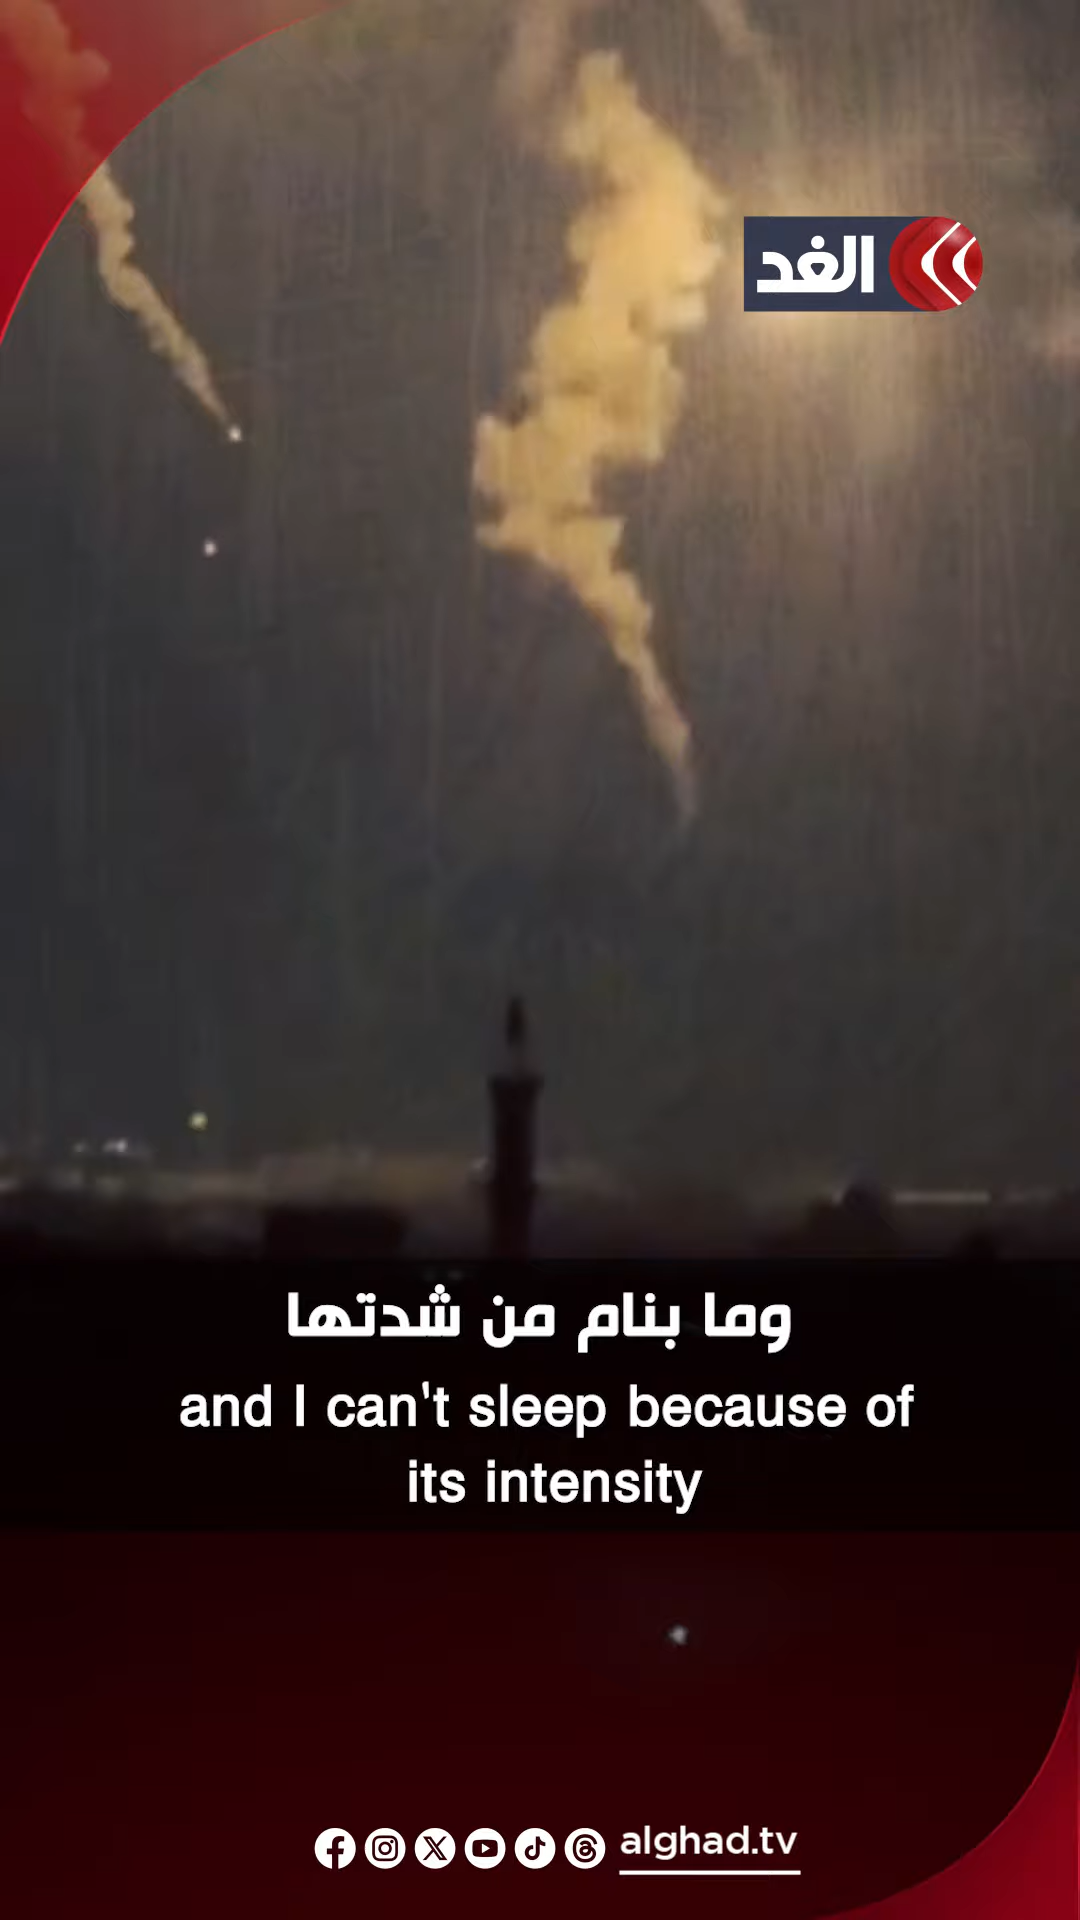 الغد
وما بنام من شدتها
and I can't sleep because of
its intensity
alghad.tv